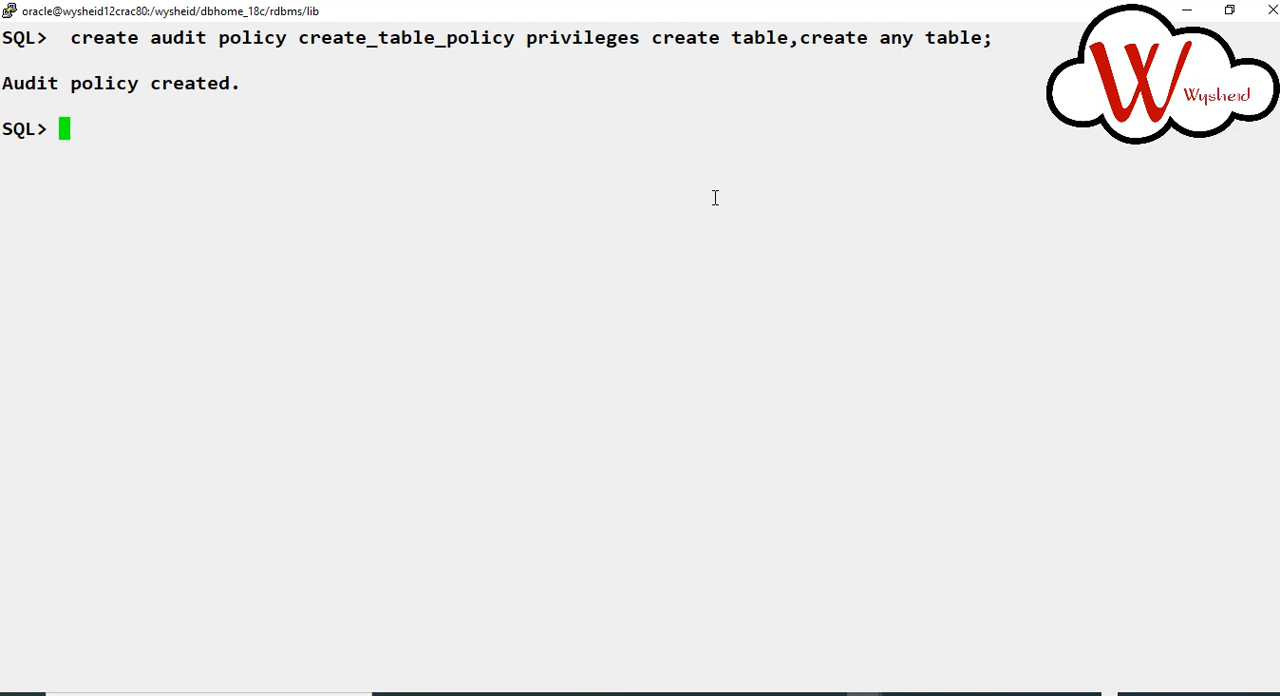 oracle@wysheid12crac80:/wysheid/dbhome_18c/rdbms/lib
SQL>  create audit policy create_table_policy privileges create table,create any table;
W Wysheid
Audit policy created.
SQL>